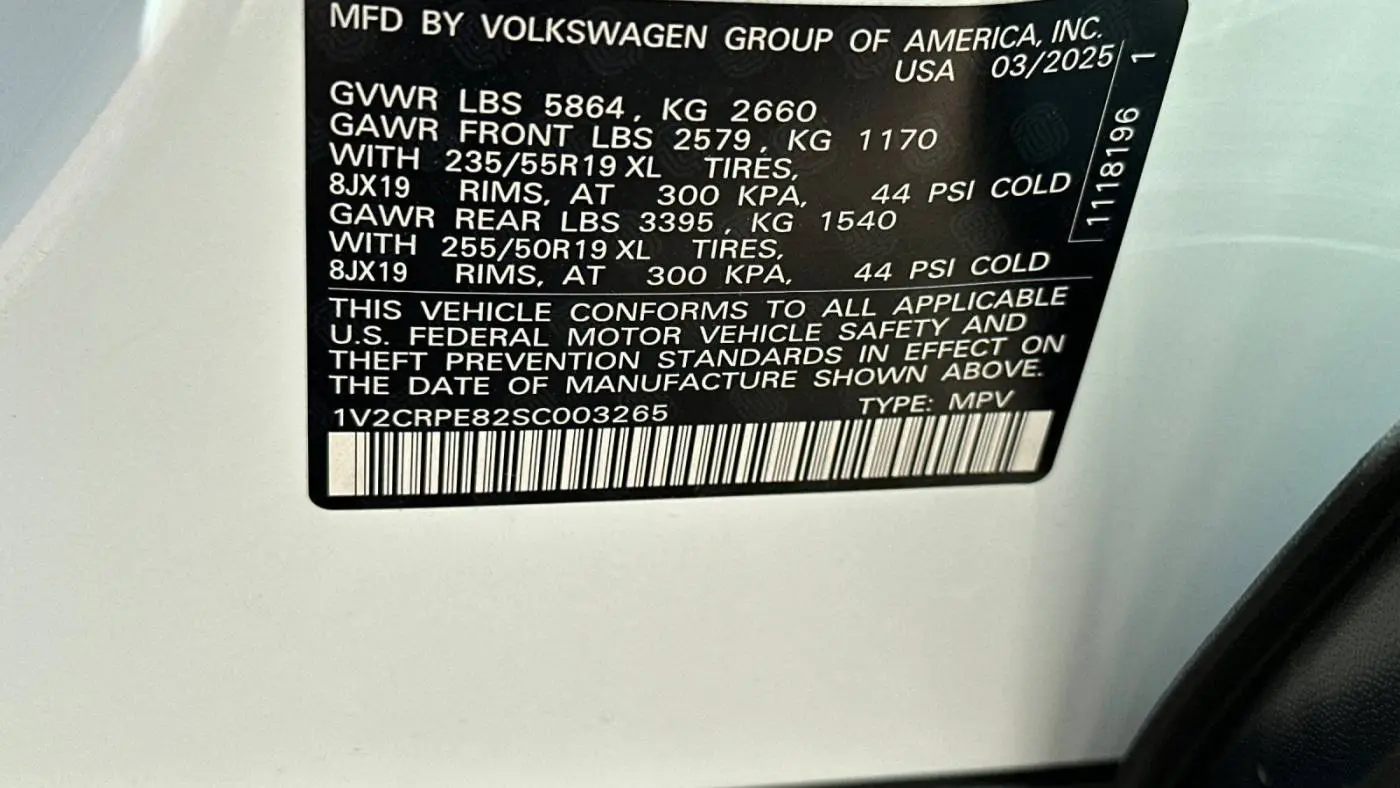 MFD BY VOLKSWAGEN GROUP OF AMERICA, INC.
USA 03/2025
GVWR LBS 5864, KG 2660
GAWR FRONT LBS 2579, KG 1170
WITH 235/55R19 XL TIRES,
8JX19 RIMS, AT 300 KPA, 44 PSI COLD
GAWR REAR LBS 3395, KG 1540
WITH 255/50R19 XL TIRES,
8JX19 RIMS, AT 300 KPA, 44 PSI COLD
THIS VEHICLE CONFORMS TO ALL APPLICABLE
U.S. FEDERAL MOTOR VEHICLE SAFETY AND
THEFT PREVENTION STANDARDS IN EFFECT ON
THE DATE OF MANUFACTURE SHOWN ABOVE.
1V2CRPE82SC003265 TYPE: MPV
1118196 1